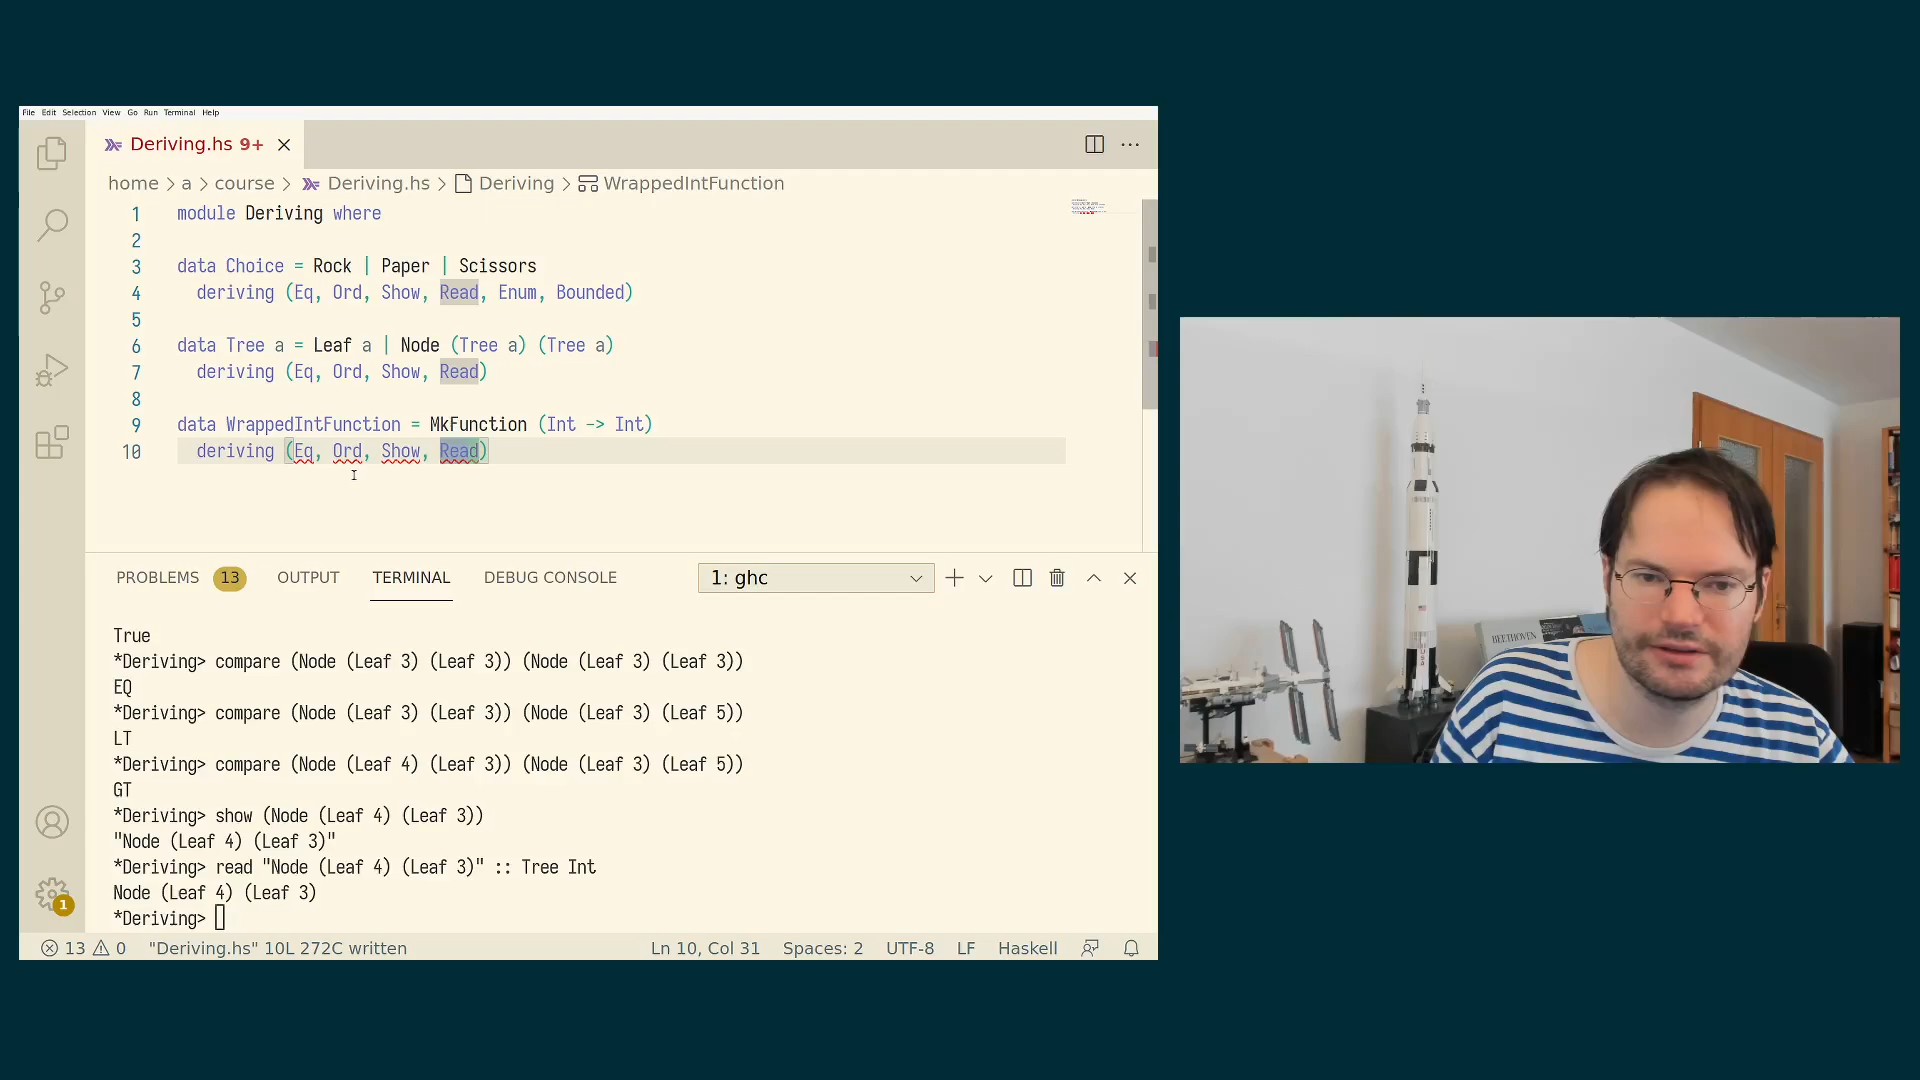 File Edit Selection View Go Run Terminal Help
Deriving.hs 9+
home > a > course > Deriving.hs > Deriving > WrappedIntFunction
1 module Deriving where
2
3 data Choice = Rock | Paper | Scissors
4 deriving (Eq, Ord, Show, Read, Enum, Bounded)
5
6 data Tree a = Leaf a | Node (Tree a) (Tree a)
7 deriving (Eq, Ord, Show, Read)
8
9 data WrappedIntFunction = MkFunction (Int -> Int)
10 deriving (Eq, Ord, Show, Read)
PROBLEMS 13 OUTPUT TERMINAL DEBUG CONSOLE 1: ghc
True
*Deriving> compare (Node (Leaf 3) (Leaf 3)) (Node (Leaf 3) (Leaf 3))
EQ
*Deriving> compare (Node (Leaf 3) (Leaf 3)) (Node (Leaf 3) (Leaf 5))
LT
*Deriving> compare (Node (Leaf 4) (Leaf 3)) (Node (Leaf 3) (Leaf 5))
GT
*Deriving> show (Node (Leaf 4) (Leaf 3))
"Node (Leaf 4) (Leaf 3)"
*Deriving> read "Node (Leaf 4) (Leaf 3)" :: Tree Int
Node (Leaf 4) (Leaf 3)
*Deriving>
1
13 0 "Deriving.hs" 10L 272C written Ln 10, Col 31 Spaces: 2 UTF-8 LF Haskell
BEETHOVEN